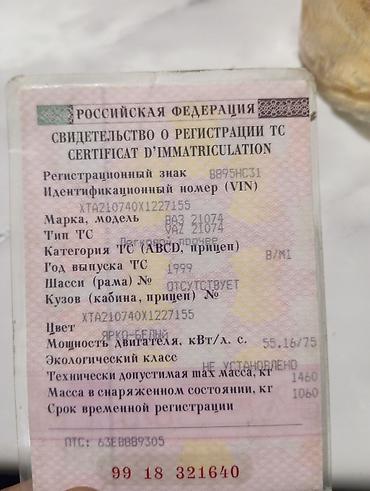 РОССИЙСКАЯ ФЕДЕРАЦИЯ
СВИДЕТЕЛЬСТВО О РЕГИСТРАЦИИ ТС
CERTIFICAT D'IMMATRICULATION
Регистрационный знак В895НС31
Идентификационный номер (VIN)
XTA210740X1227155
Марка, модель ВАЗ 21074
VAZ 21074
Тип ТС Легковой прочее
Категория ТС (ABCD, прицеп) B/M1
Год выпуска ТС 1999
Шасси (рама) № ОТСУТСТВУЕТ
Кузов (кабина, прицеп) №
XTA210740X1227155
Цвет ЯРКО-БЕЛЫЙ
Мощность двигателя, кВт/л. с. 55.16/75
Экологический класс НЕ УСТАНОВЛЕНО
Технически допустимая max масса, кг 1460
Масса в снаряженном состоянии, кг 1060
Срок временной регистрации
ПТС: 63ЕВ889305
99 18 321640